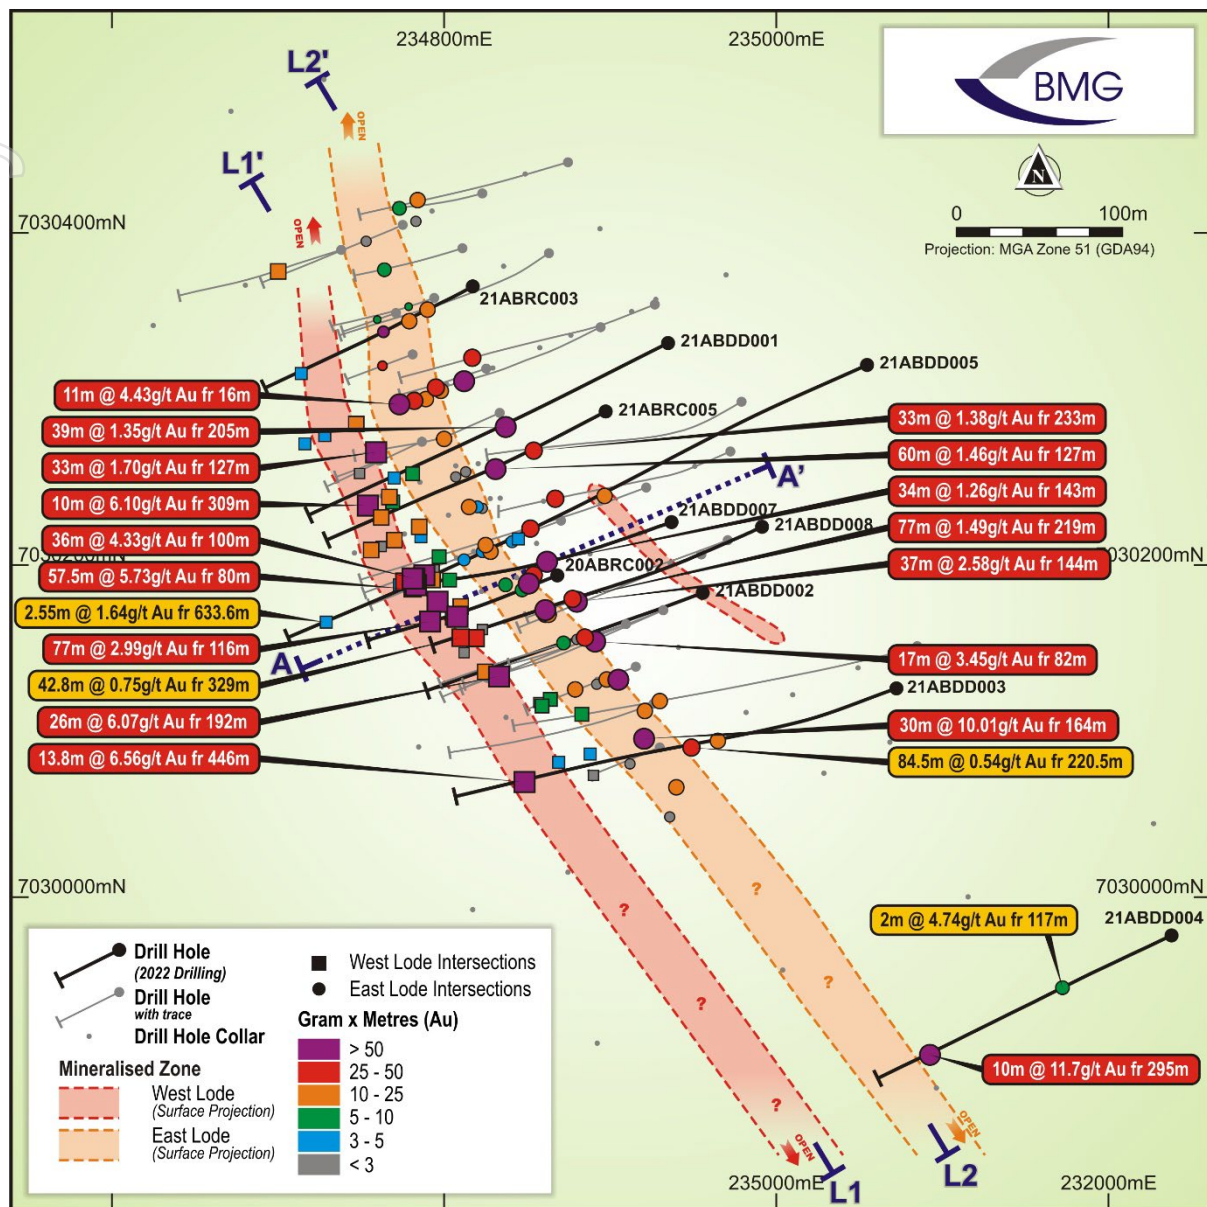 234800mE
235000mE
L2'
BMG
OPEN
L1'
N
7030400mN
OPEN
0
100m
Projection: MGA Zone 51 (GDA94)
21ABRC003
21ABDD001
21ABDD005
11m @ 4.43g/t Au fr 16m
21ABRC005
33m @ 1.38g/t Au fr 233m
39m @ 1.35g/t Au fr 205m
60m @ 1.46g/t Au fr 127m
33m @ 1.70g/t Au fr 127m
A'
34m @ 1.26g/t Au fr 143m
10m @ 6.10g/t Au fr 309m
21ABDD007
21ABDD008
77m @ 1.49g/t Au fr 219m
36m @ 4.33g/t Au fr 100m
7030200mN
7030200mN
20ABRC002
37m @ 2.58g/t Au fr 144m
57.5m @ 5.73g/t Au fr 80m
21ABDD002
2.55m @ 1.64g/t Au fr 633.6m
77m @ 2.99g/t Au fr 116m
A
17m @ 3.45g/t Au fr 82m
42.8m @ 0.75g/t Au fr 329m
21ABDD003
26m @ 6.07g/t Au fr 192m
30m @ 10.01g/t Au fr 164m
13.8m @ 6.56g/t Au fr 446m
84.5m @ 0.54g/t Au fr 220.5m
7030000mN
7030000mN
?
?
2m @ 4.74g/t Au fr 117m
21ABDD004
?
?
10m @ 11.7g/t Au fr 295m
?
?
OPEN
OPEN
L1
L2
235000mE
232000mE
Drill Hole
(2022 Drilling)
Drill Hole
with trace
Drill Hole Collar
Mineralised Zone
West Lode
(Surface Projection)
East Lode
(Surface Projection)
West Lode Intersections
East Lode Intersections
Gram x Metres (Au)
> 50
25 - 50
10 - 25
5 - 10
3 - 5
< 3